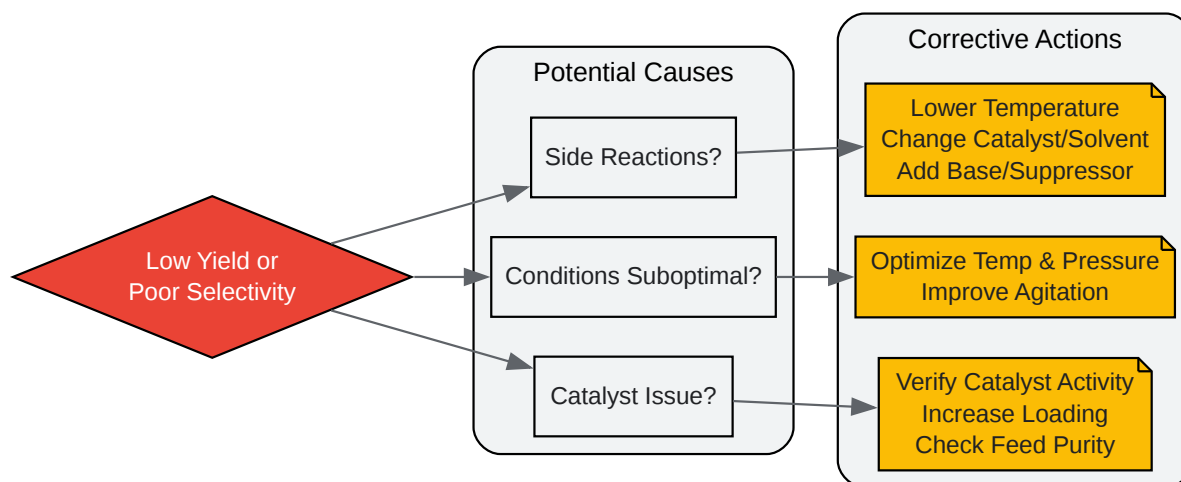 Low Yield or
Poor Selectivity
Potential Causes
Side Reactions?
Conditions Suboptimal?
Catalyst Issue?
Corrective Actions
Lower Temperature
Change Catalyst/Solvent
Add Base/Suppressor
Optimize Temp & Pressure
Improve Agitation
Verify Catalyst Activity
Increase Loading
Check Feed Purity